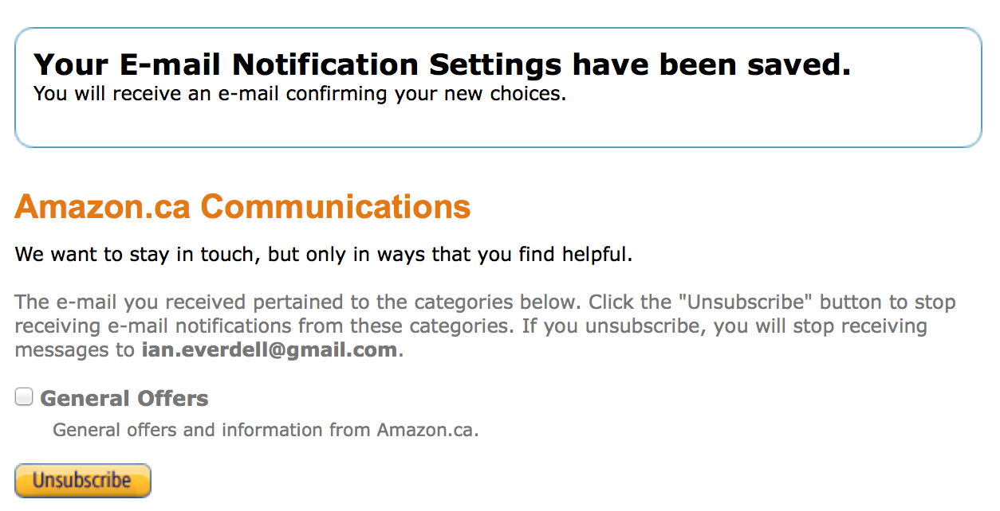 Your E-mail Notification Settings have been saved.
You will receive an e-mail confirming your new choices.
Amazon.ca Communications
We want to stay in touch, but only in ways that you find helpful.
The e-mail you received pertained to the categories below. Click the "Unsubscribe" button to stop
receiving e-mail notifications from these categories. If you unsubscribe, you will stop receiving
messages to ian.everdell@gmail.com.
General Offers
General offers and information from Amazon.ca.
Unsubscribe